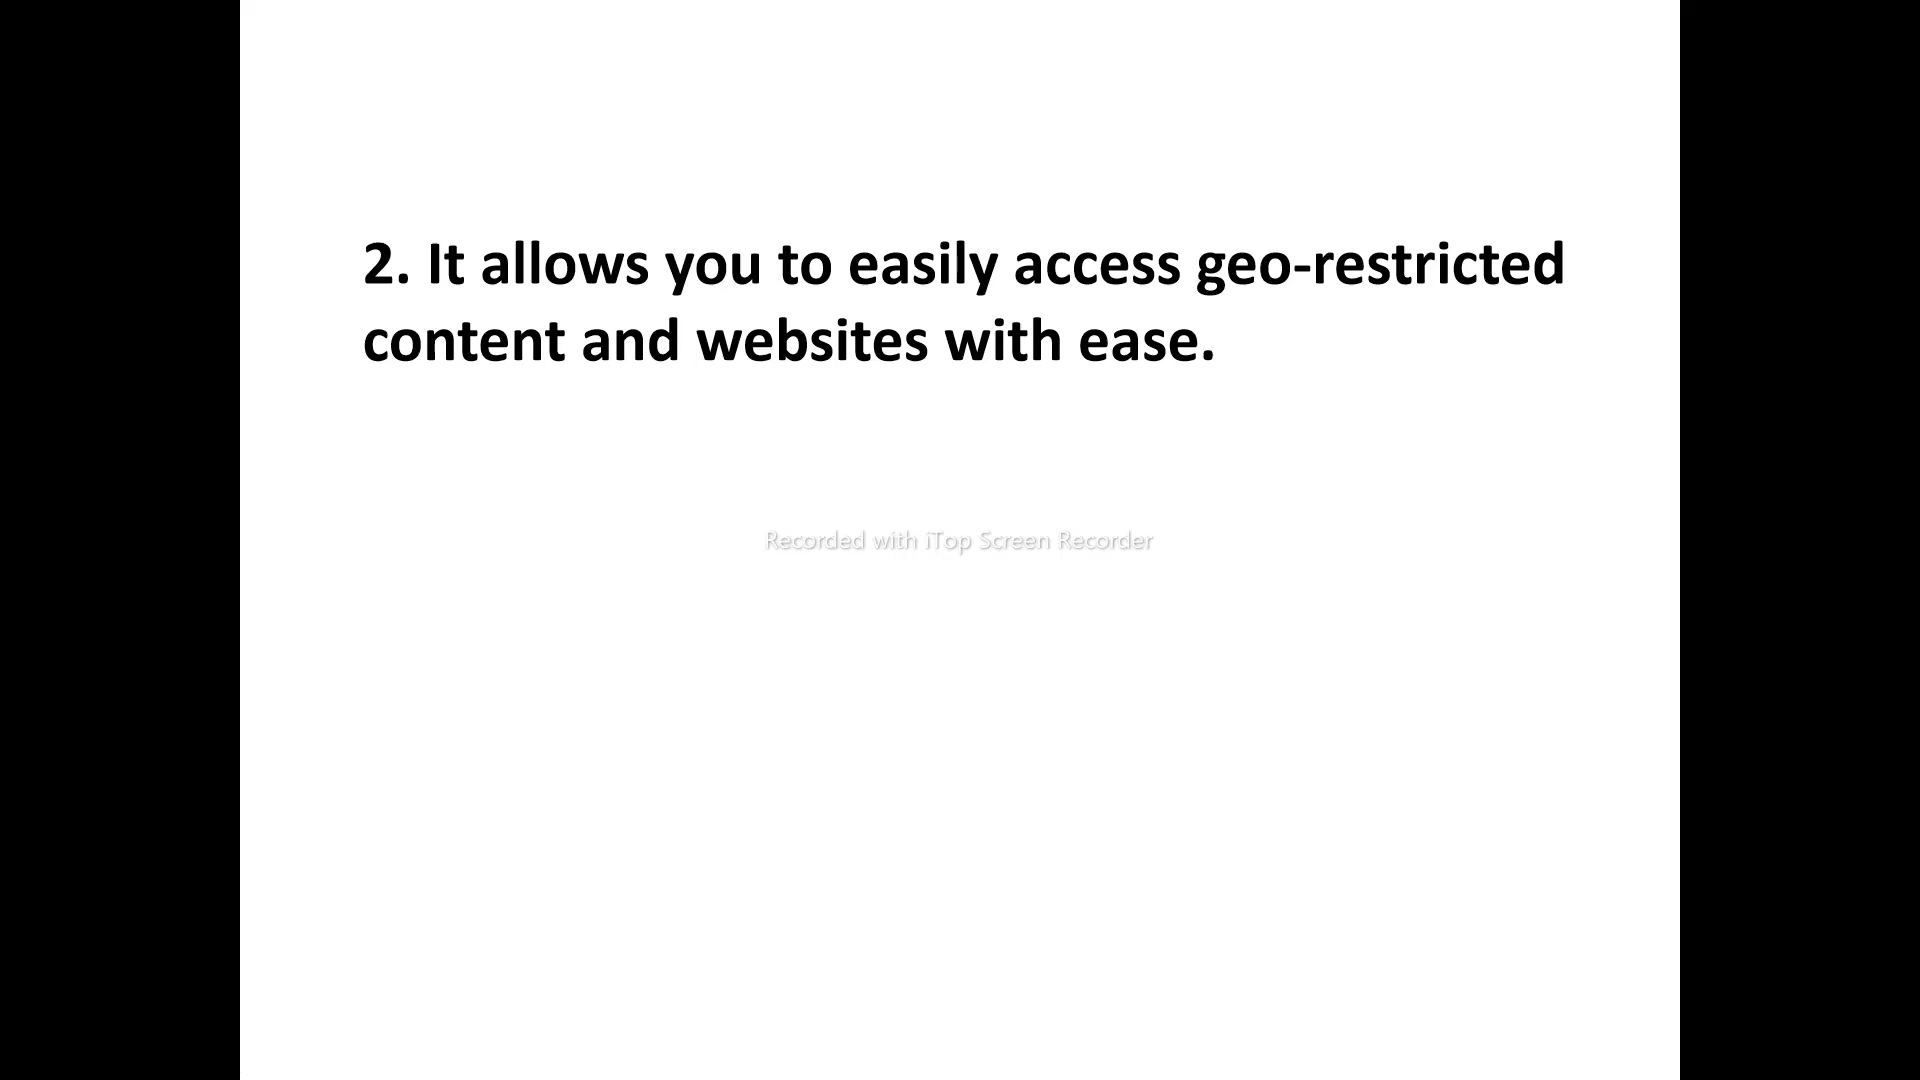 2. It allows you to easily access geo-restricted
content and websites with ease.
Recorded with iTop Screen Recorder